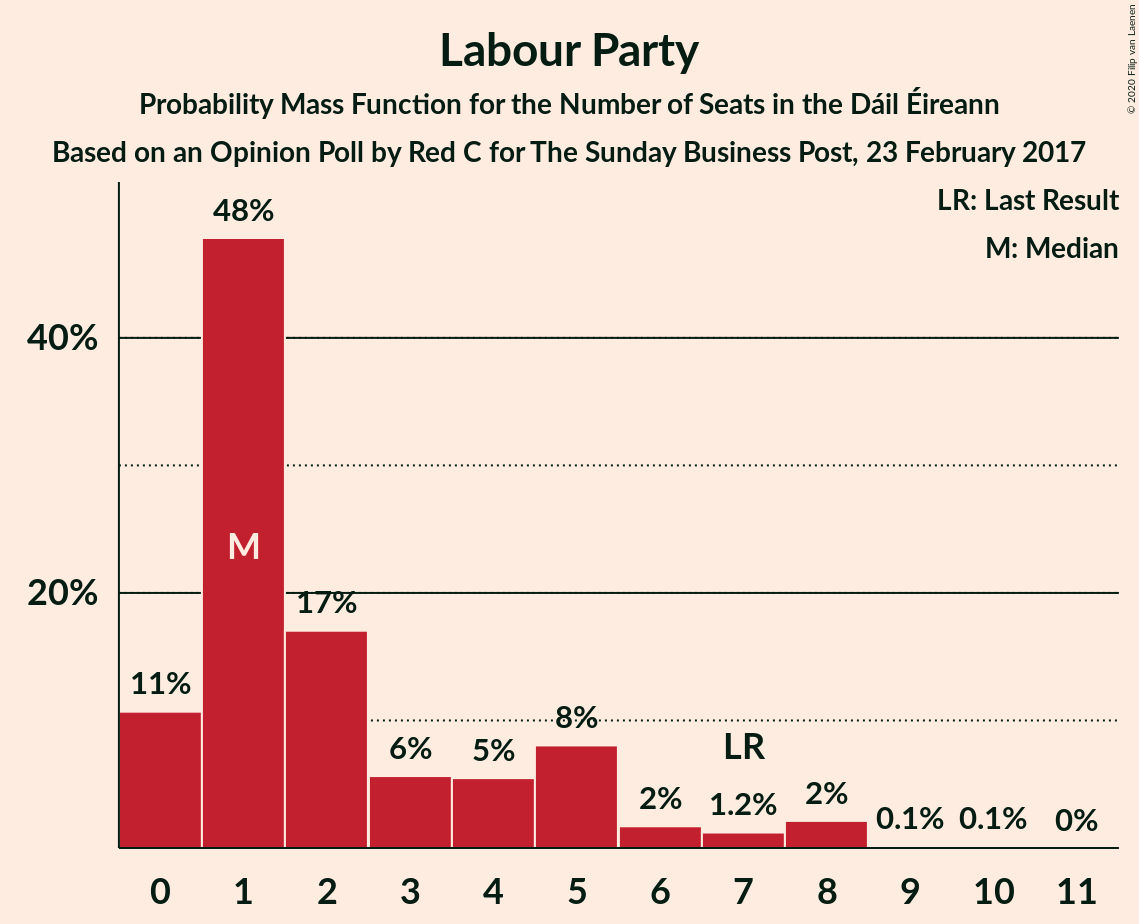 Labour Party
Probability Mass Function for the Number of Seats in the Dáil Éireann
Based on an Opinion Poll by Red C for The Sunday Business Post, 23 February 2017
© 2020 Filip van Laenen
LR: Last Result
M: Median
48%
40%
M
20%
17%
11%
8%
6%
5%
LR
2%
1.2%
2%
0.1%
0.1%
0%
0 1 2 3 4 5 6 7 8 9 10 11